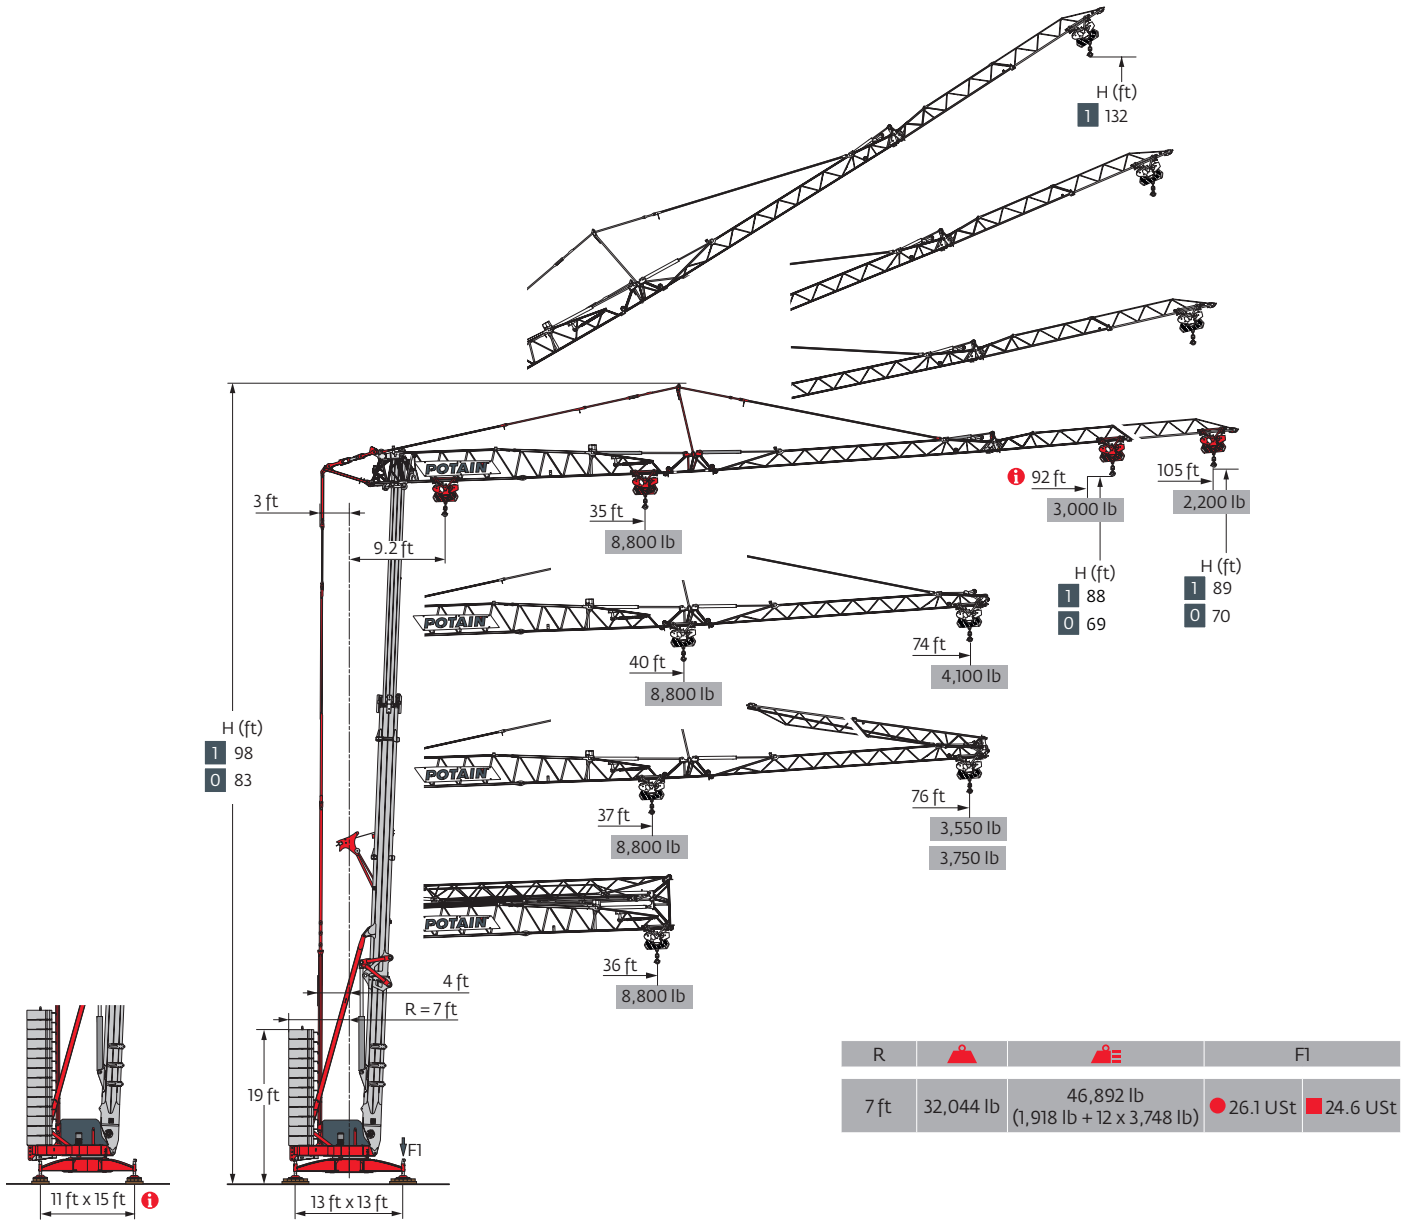 H (ft)
1 132
POTAIN
3 ft
9.2 ft
35 ft
8,800 lb
92 ft
3,000 lb
105 ft
2,200 lb
H (ft)
1 88
0 69
H (ft)
1 89
0 70
POTAIN
40 ft
8,800 lb
74 ft
4,100 lb
H (ft)
1 98
0 83
POTAIN
37 ft
8,800 lb
76 ft
3,550 lb
3,750 lb
POTAIN
36 ft
8,800 lb
4 ft
R = 7 ft
19 ft
F1
11 ft x 15 ft i
13 ft x 13 ft
R F1
7 ft 32,044 lb 46,892 lb
(1,918 lb + 12 x 3,748 lb) 26.1 USt 24.6 USt